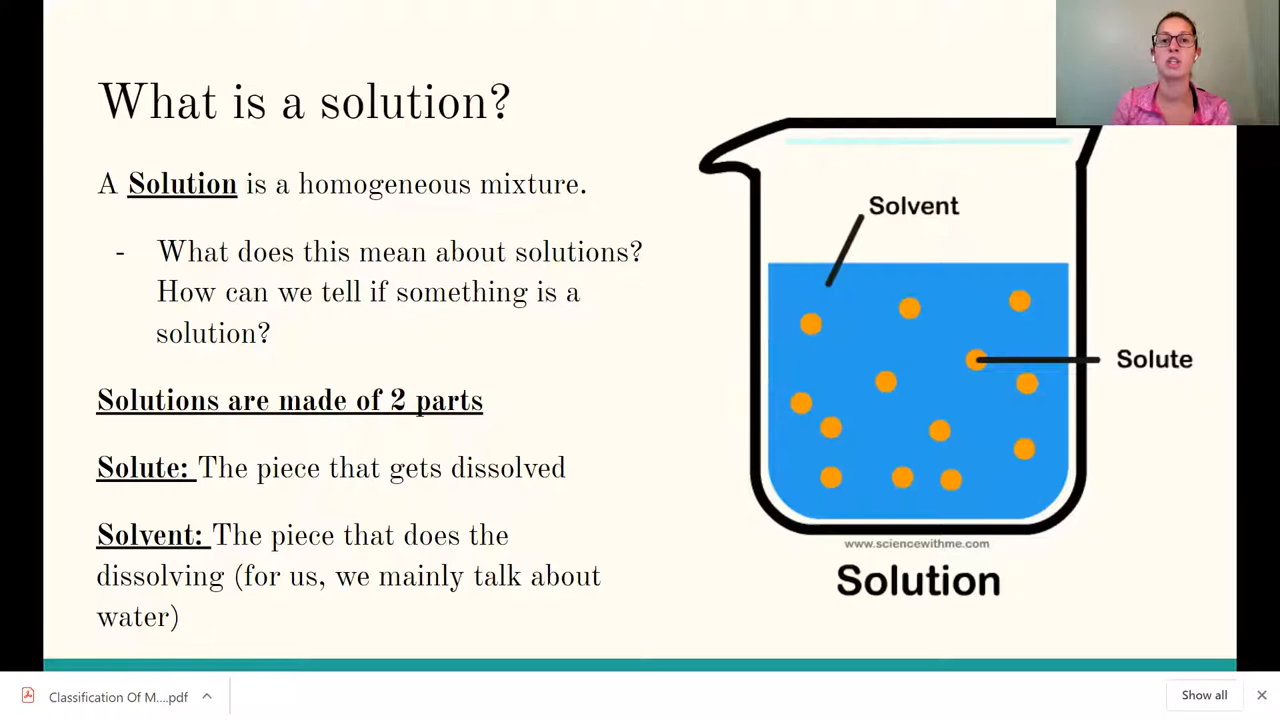 What is a solution?
A Solution is a homogeneous mixture.
- What does this mean about solutions?
How can we tell if something is a
solution?
Solutions are made of 2 parts
Solute: The piece that gets dissolved
Solvent: The piece that does the
dissolving (for us, we mainly talk about
water)
Solvent
Solute
www.sciencewithme.com
Solution
Classification Of M....pdf
Show all